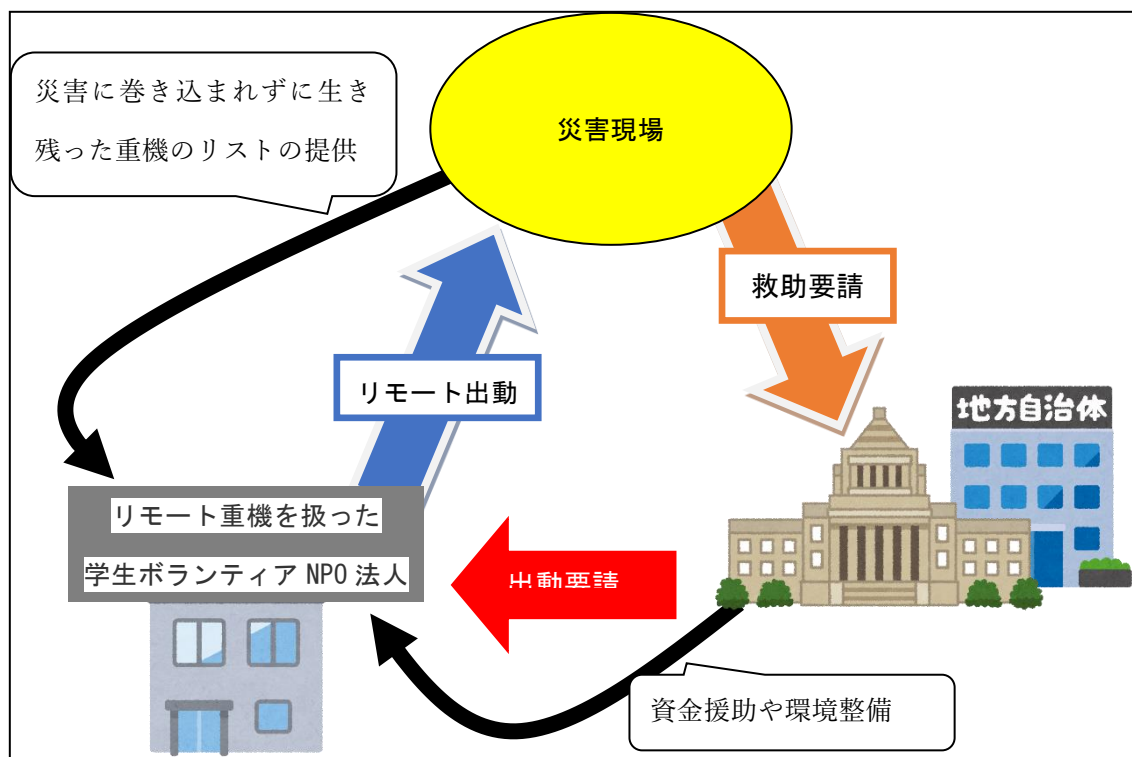 災害に巻き込まれずに生き
残った重機のリストの提供
災害現場
救助要請
リモート出動
地方自治体
リモート重機を扱った
学生ボランティア NPO 法人
出動要請
資金援助や環境整備